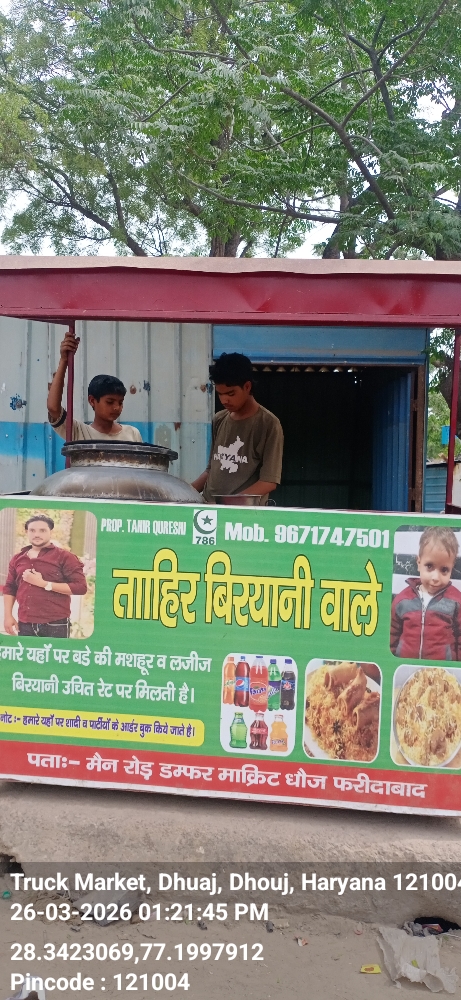 PROP. TAHIR QURESHI
786
Mob. 9671747501
तााहिर बिरयानी वाले
HARYANA
हमारे यहाँ पर बडे की मशहूर व लजीज
बिरयानी उचित रेट पर मिलती है।
नोट :- हमारे यहाँ पर शादी व पार्टीयों के आर्डर बुक किये जाते है।
पताः- मैन रोड़ डम्फर माक्रिट धौज फरीदाबाद
Truck Market, Dhuaj, Dhouj, Haryana 121004
26-03-2026 01:21:45 PM
28.3423069,77.1997912
Pincode : 121004